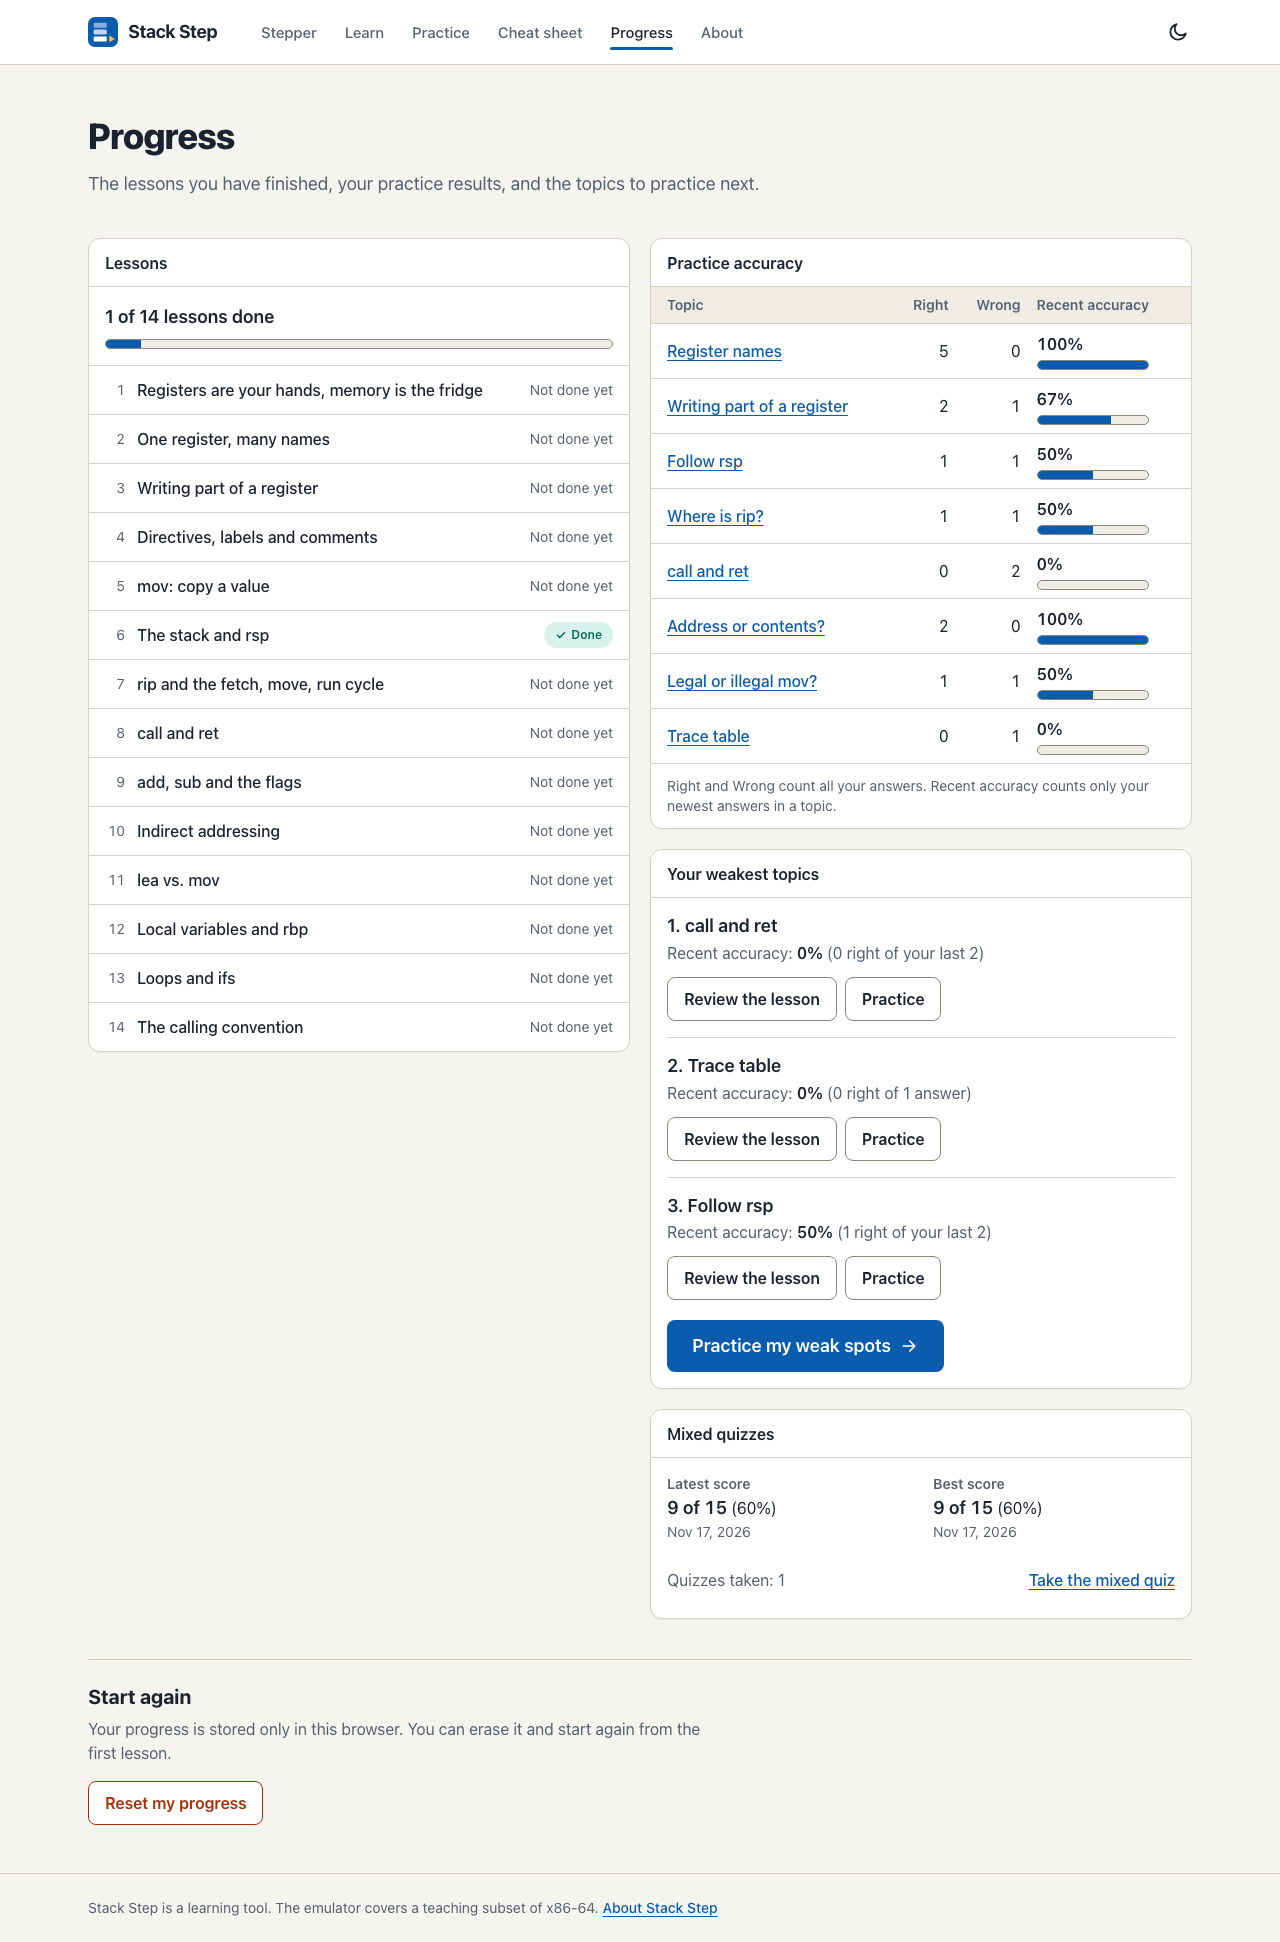 Stack Step
Stepper
Learn
Practice
Cheat sheet
Progress
About
Progress
The lessons you have finished, your practice results, and the topics to practice next.
Lessons
1 of 14 lessons done
1 Registers are your hands, memory is the fridge Not done yet
2 One register, many names Not done yet
3 Writing part of a register Not done yet
4 Directives, labels and comments Not done yet
5 mov: copy a value Not done yet
6 The stack and rsp Done
7 rip and the fetch, move, run cycle Not done yet
8 call and ret Not done yet
9 add, sub and the flags Not done yet
10 Indirect addressing Not done yet
11 lea vs. mov Not done yet
12 Local variables and rbp Not done yet
13 Loops and ifs Not done yet
14 The calling convention Not done yet
Practice accuracy
Topic Right Wrong Recent accuracy
Register names 5 0 100%
Writing part of a register 2 1 67%
Follow rsp 1 1 50%
Where is rip? 1 1 50%
call and ret 0 2 0%
Address or contents? 2 0 100%
Legal or illegal mov? 1 1 50%
Trace table 0 1 0%
Right and Wrong count all your answers. Recent accuracy counts only your
newest answers in a topic.
Your weakest topics
1. call and ret
Recent accuracy: 0% (0 right of your last 2)
Review the lesson Practice
2. Trace table
Recent accuracy: 0% (0 right of 1 answer)
Review the lesson Practice
3. Follow rsp
Recent accuracy: 50% (1 right of your last 2)
Review the lesson Practice
Practice my weak spots →
Mixed quizzes
Latest score Best score
9 of 15 (60%) 9 of 15 (60%)
Nov 17, 2026 Nov 17, 2026
Quizzes taken: 1 Take the mixed quiz
Start again
Your progress is stored only in this browser. You can erase it and start again from the
first lesson.
Reset my progress
Stack Step is a learning tool. The emulator covers a teaching subset of x86-64. About Stack Step